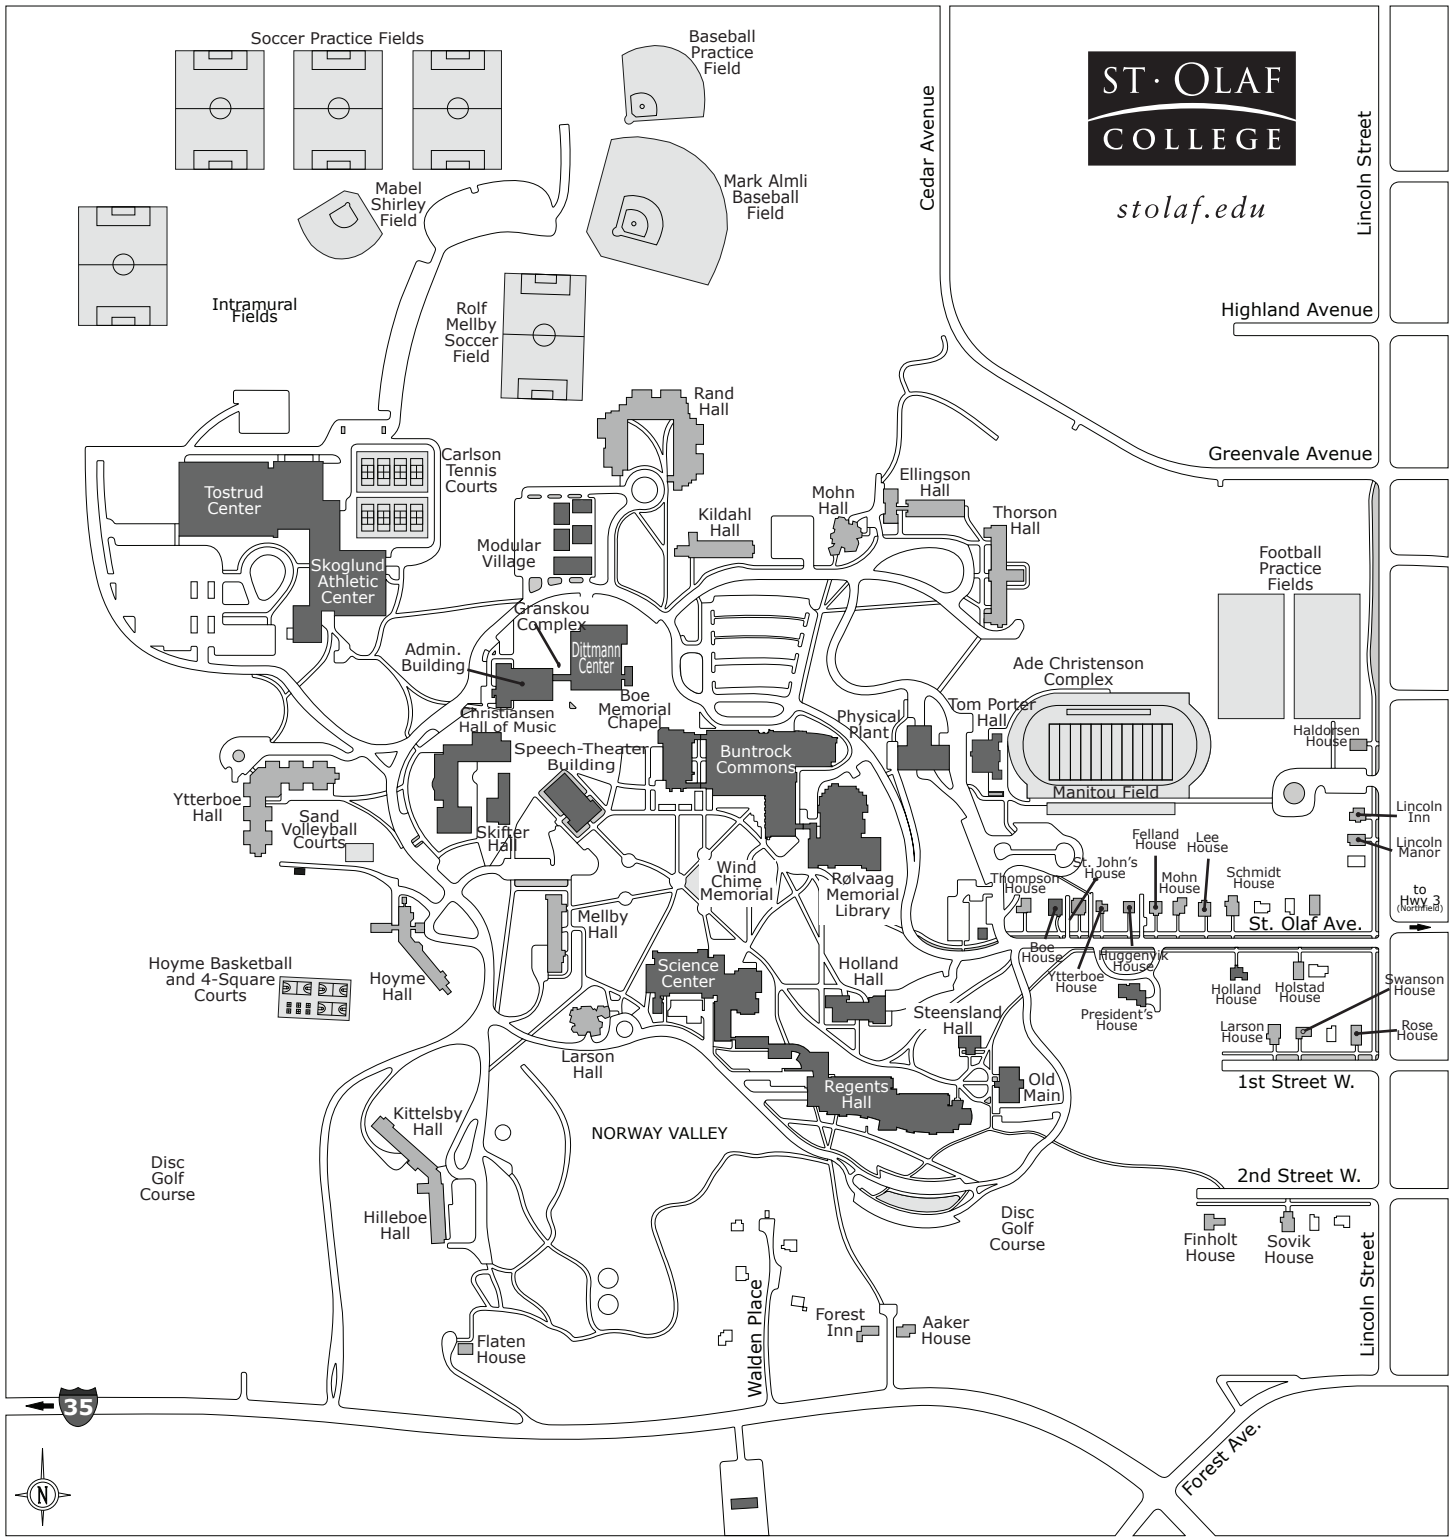 Soccer Practice Fields
Baseball
Practice
Field
ST· OLAF
COLLEGE
stolaf.edu
Cedar Avenue
Lincoln Street
Mabel
Shirley
Field
Mark Almli
Baseball
Field
Intramural
Fields
Rolf
Mellby
Soccer
Field
Highland Avenue
Rand
Hall
Greenvale Avenue
Carlson
Tennis
Courts
Tostrud
Center
Ellingson
Hall
Mohn
Hall
Thorson
Hall
Kildahl
Hall
Modular
Village
Skoglund
Athletic
Center
Football
Practice
Fields
Granskou
Complex
Admin.
Building
Dittmann
Center
Boe
Memorial
Chapel
Ade Christenson
Complex
Christiansen
Hall of Music
Physical
Plant
Tom Porter
Hall
Speech-Theater
Building
Buntrock
Commons
Haldorsen
House
Manitou Field
Ytterboe
Hall
Sand
Volleyball
Courts
Skifter
Hall
Lincoln
Inn
Lincoln
Manor
Wind
Chime
Memorial
Rølvaag
Memorial
Library
Felland
House
Lee
House
St. John's
House
Thompson
House
Mohn
House
Schmidt
House
to
Hwy 3
(Northfield)
St. Olaf Ave.
Mellby
Hall
Boe
House
Ytterboe
House
Huggenvik
House
Hoyme Basketball
and 4-Square
Courts
Hoyme
Hall
Science
Center
Holland
Hall
Holland
House
Holstad
House
Swanson
House
President's
House
Steensland
Hall
Larson
House
Rose
House
Larson
Hall
1st Street W.
Regents
Hall
Old
Main
Kittelsby
Hall
NORWAY VALLEY
Disc
Golf
Course
2nd Street W.
Hilleboe
Hall
Disc
Golf
Course
Finholt
House
Sovik
House
Lincoln Street
Walden Place
Forest
Inn
Aaker
House
Flaten
House
35
Forest Ave.
N